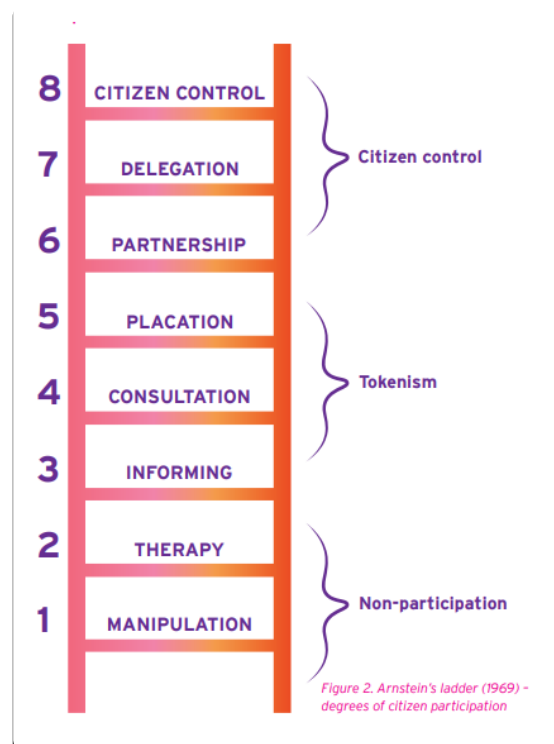 8 CITIZEN CONTROL
7 DELEGATION
Citizen control
6 PARTNERSHIP
5 PLACATION
4 CONSULTATION
Tokenism
3 INFORMING
2 THERAPY
1 MANIPULATION
Non-participation
Figure 2. Arnstein's ladder (1969) –
degrees of citizen participation